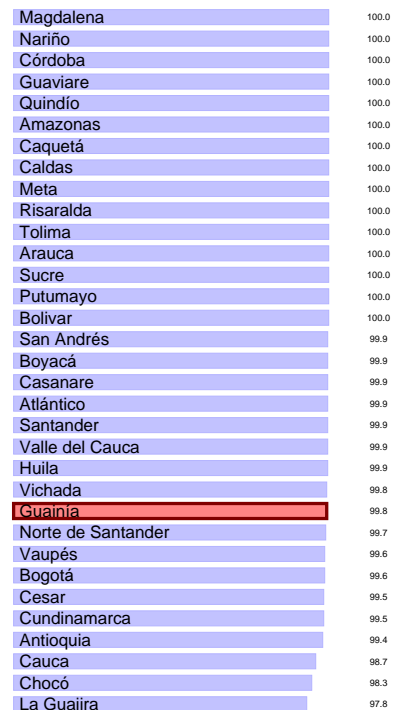 Magdalena 100.0
Nariño 100.0
Córdoba 100.0
Guaviare 100.0
Quindío 100.0
Amazonas 100.0
Caquetá 100.0
Caldas 100.0
Meta 100.0
Risaralda 100.0
Tolima 100.0
Arauca 100.0
Sucre 100.0
Putumayo 100.0
Bolivar 100.0
San Andrés 99.9
Boyacá 99.9
Casanare 99.9
Atlántico 99.9
Santander 99.9
Valle del Cauca 99.9
Huila 99.9
Vichada 99.8
Guainía 99.8
Norte de Santander 99.7
Vaupés 99.6
Bogotá 99.6
Cesar 99.5
Cundinamarca 99.5
Antioquia 99.4
Cauca 98.7
Chocó 98.3
La Guajira 97.8